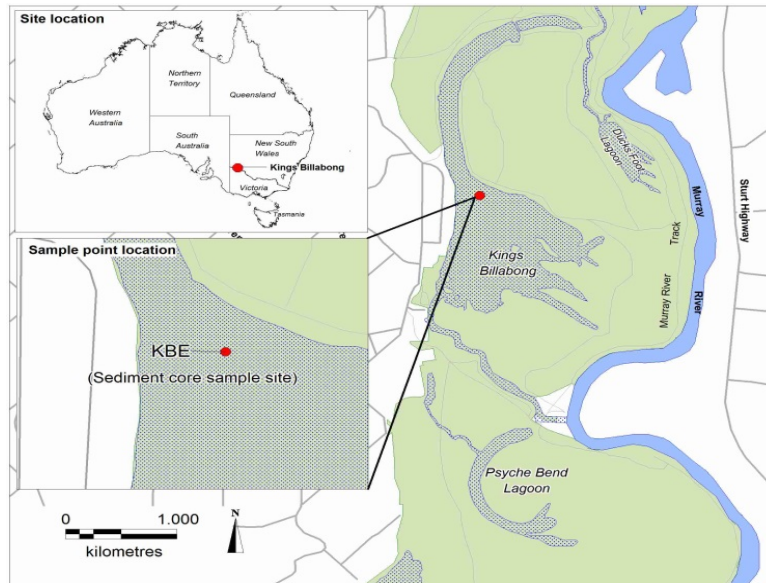 Site location
Northern
Territory
Queensland
Western
Australia
South
Australia
New South
Wales
Kings Billabong
Victoria
Tasmania
Sample point location
KBE
(Sediment core sample site)
0
1.000
kilometres
N
Ducks Foot
Lagoon
Kings
Billabong
Murray
River
Murray River
Track
Sturt Highway
Psyche Bend
Lagoon